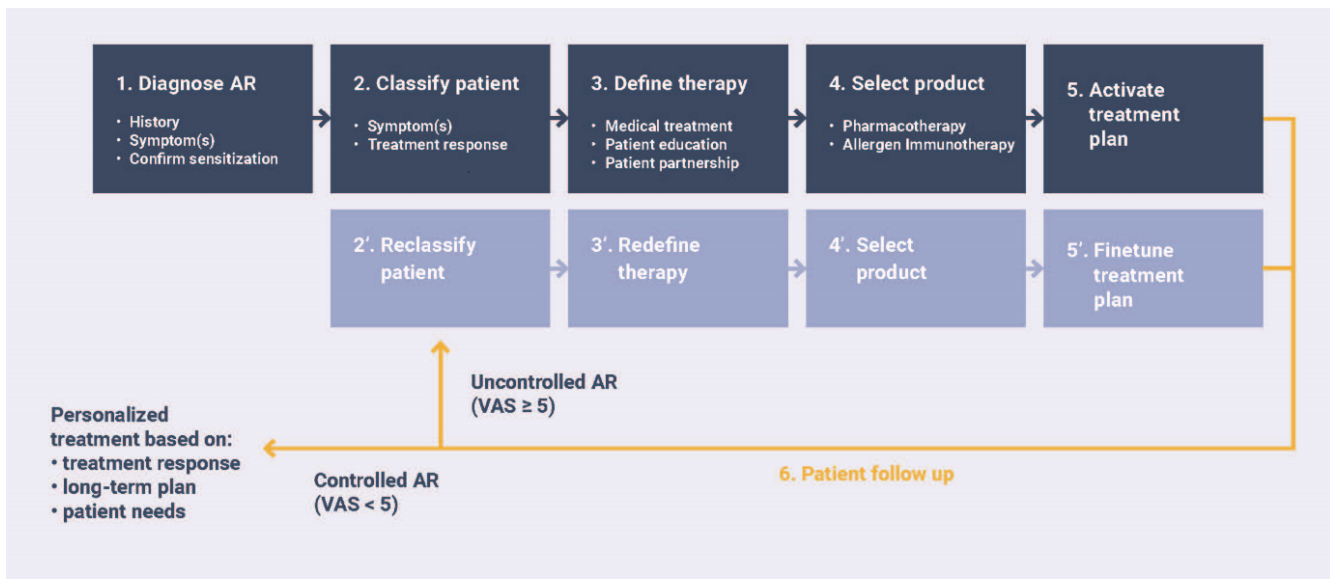 1. Diagnose AR
• History
• Symptom(s)
• Confirm sensitization
2. Classify patient
• Symptom(s)
• Treatment response
3. Define therapy
• Medical treatment
• Patient education
• Patient partnership
4. Select product
• Pharmacotherapy
• Allergen Immunotherapy
5. Activate
treatment
plan
2’. Reclassify
patient
3’. Redefine
therapy
4’. Select
product
5’. Finetune
treatment
plan
Uncontrolled AR
(VAS ≥ 5)
Personalized
treatment based on:
• treatment response
• long-term plan
• patient needs
Controlled AR
(VAS < 5)
6. Patient follow up